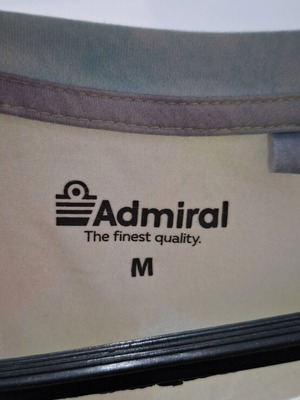 Admiral
The finest quality.
M